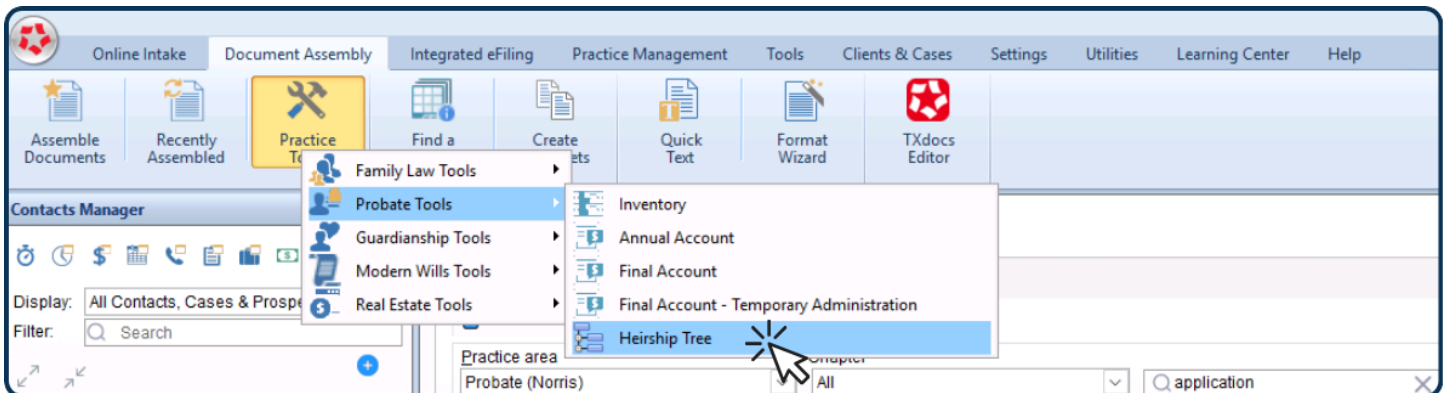 Online Intake Document Assembly Integrated eFiling Practice Management Tools Clients & Cases Settings Utilities Learning Center Help
Assemble Documents
Recently Assembled
Practice
Find a
Create
Quick Text
Format Wizard
TXdocs Editor
Contacts Manager
Family Law Tools
Probate Tools
Guardianship Tools
Modern Wills Tools
Real Estate Tools
Inventory
Annual Account
Final Account
Final Account - Temporary Administration
Heirship Tree
Display: All Contacts, Cases & Prospe
Filter: Search
Practice area
Probate (Norris)
All
application